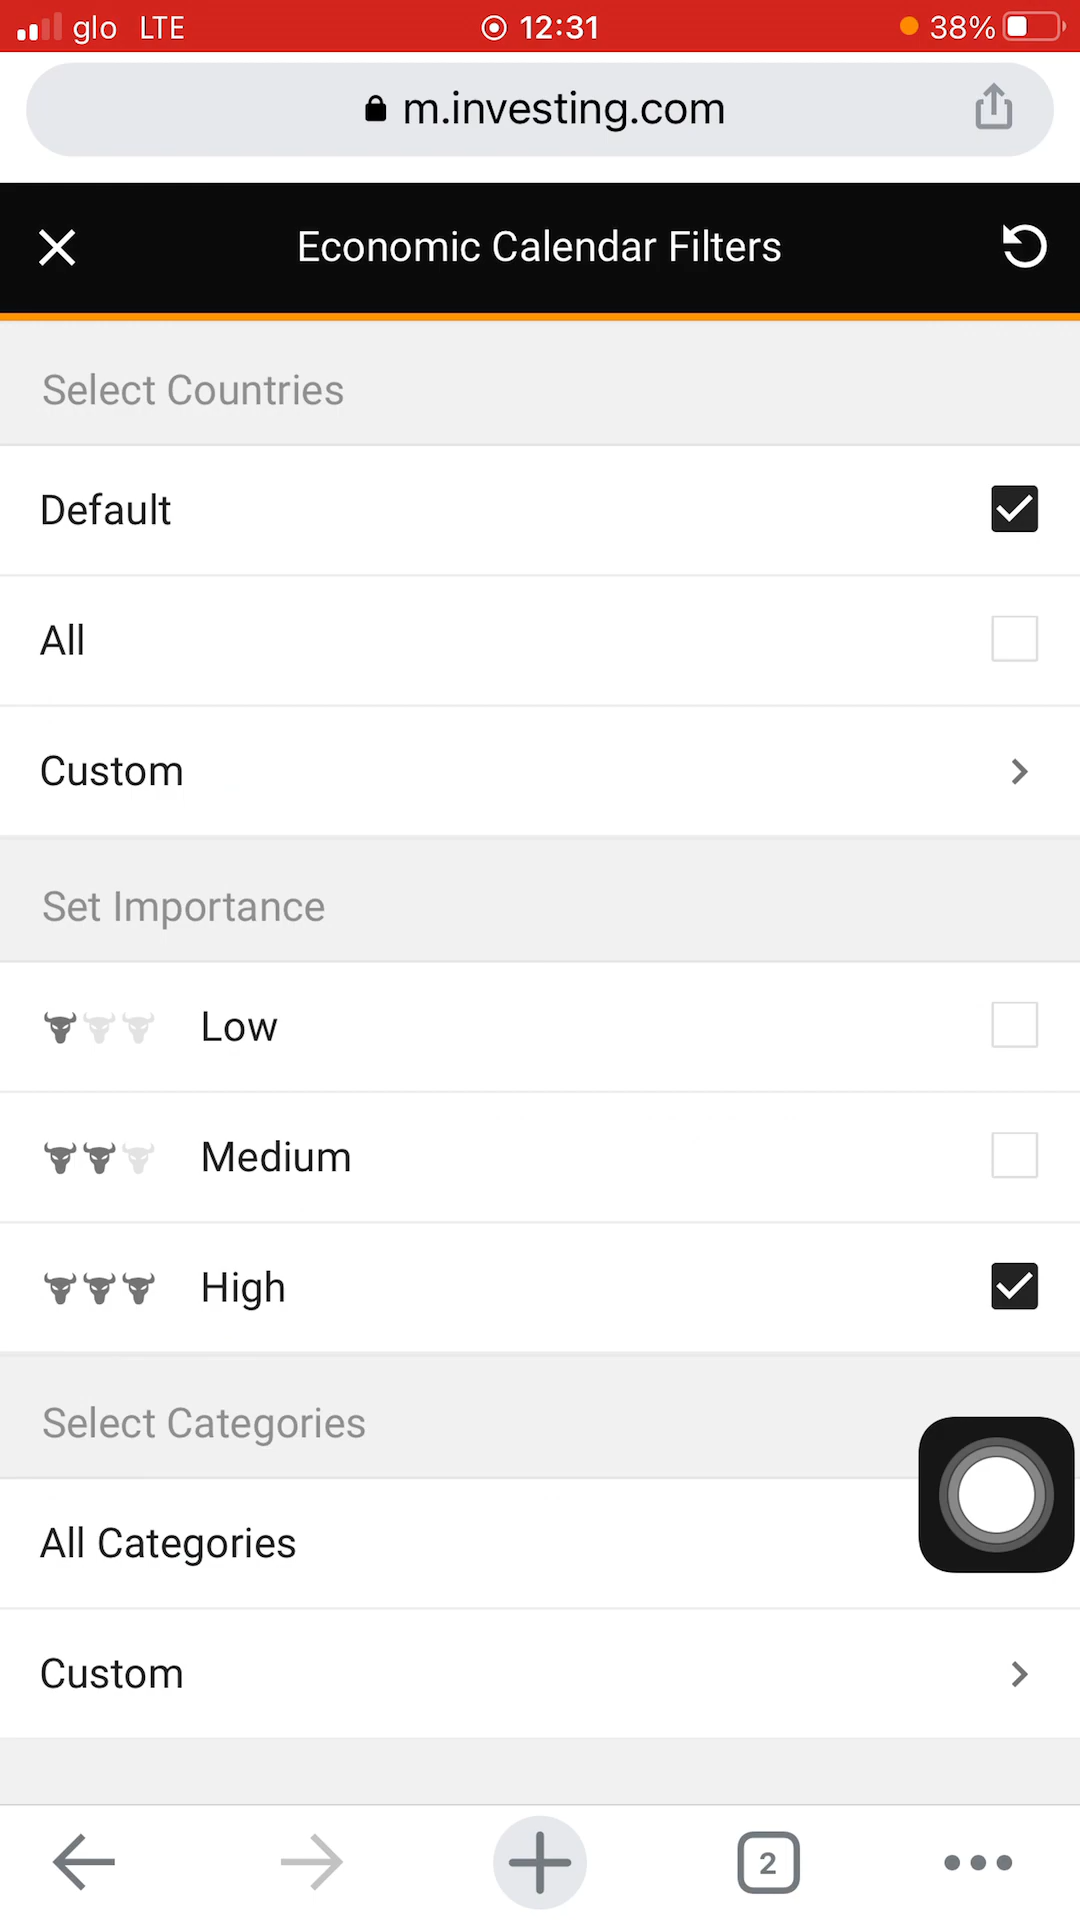 glo LTE 12:31 38%
m.investing.com
Economic Calendar Filters
Select Countries
Default
All
Custom
Set Importance
Low
Medium
High
Select Categories
All Categories
Custom
2